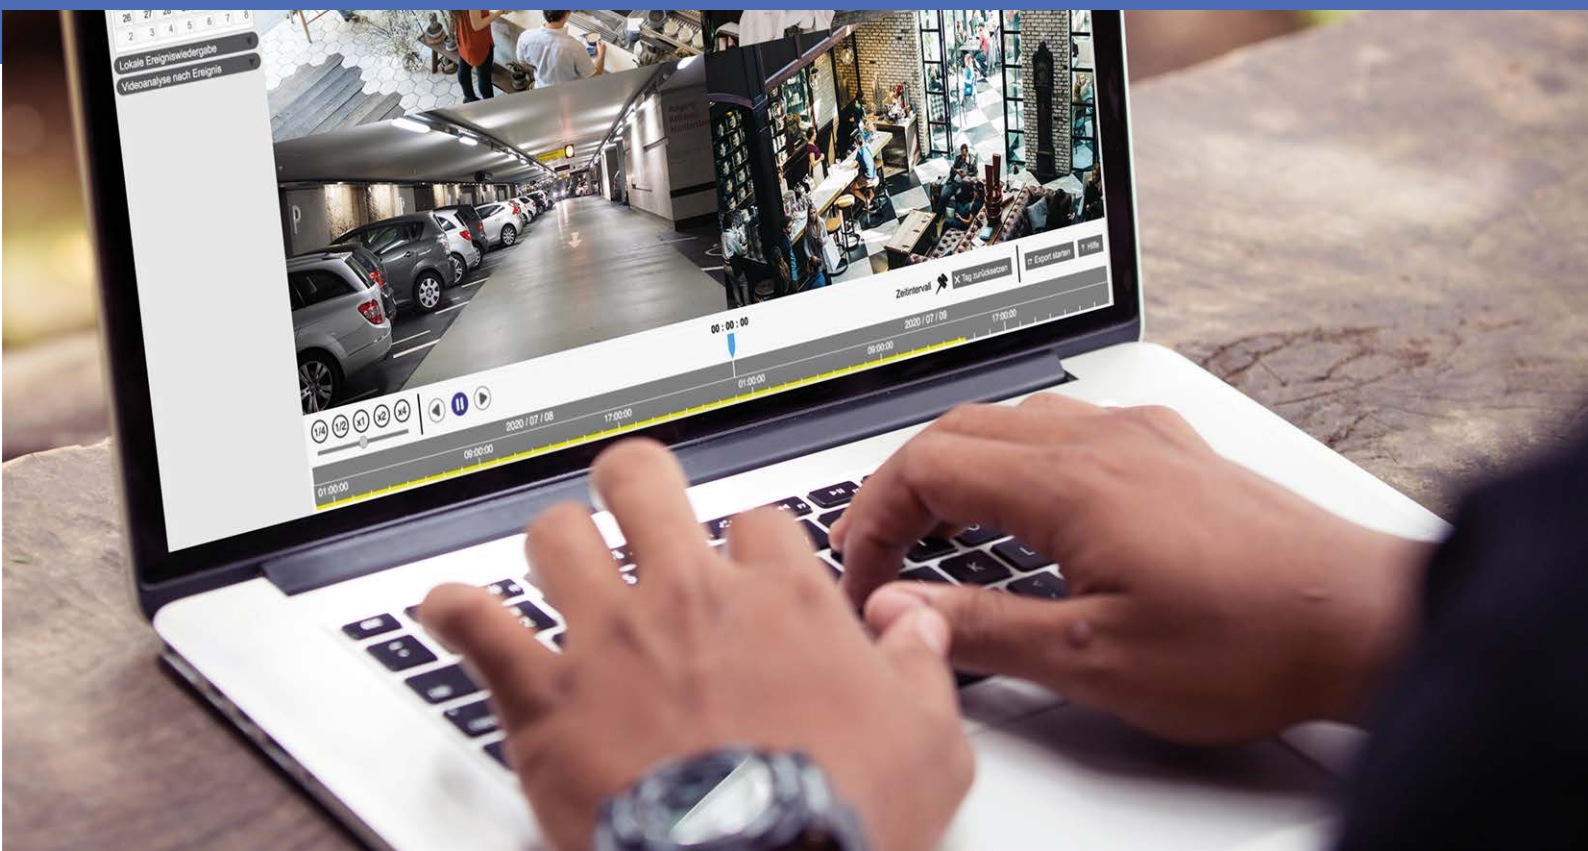 26 27 28
2 3 4 5 6 7 8
Lokale Ereigniswiedergabe
Videoanalyse nach Ereignis
P
Zeitintervall
X Tag zurücksetzen
Export starten
? Hilfe
00 : 00 : 00
1/4 1/2 x1 x2 x4
2020 / 07 / 08
2020 / 07 / 09
01:00:00
09:00:00
17:00:00
01:00:00
09:00:00
17:00:00
K
L